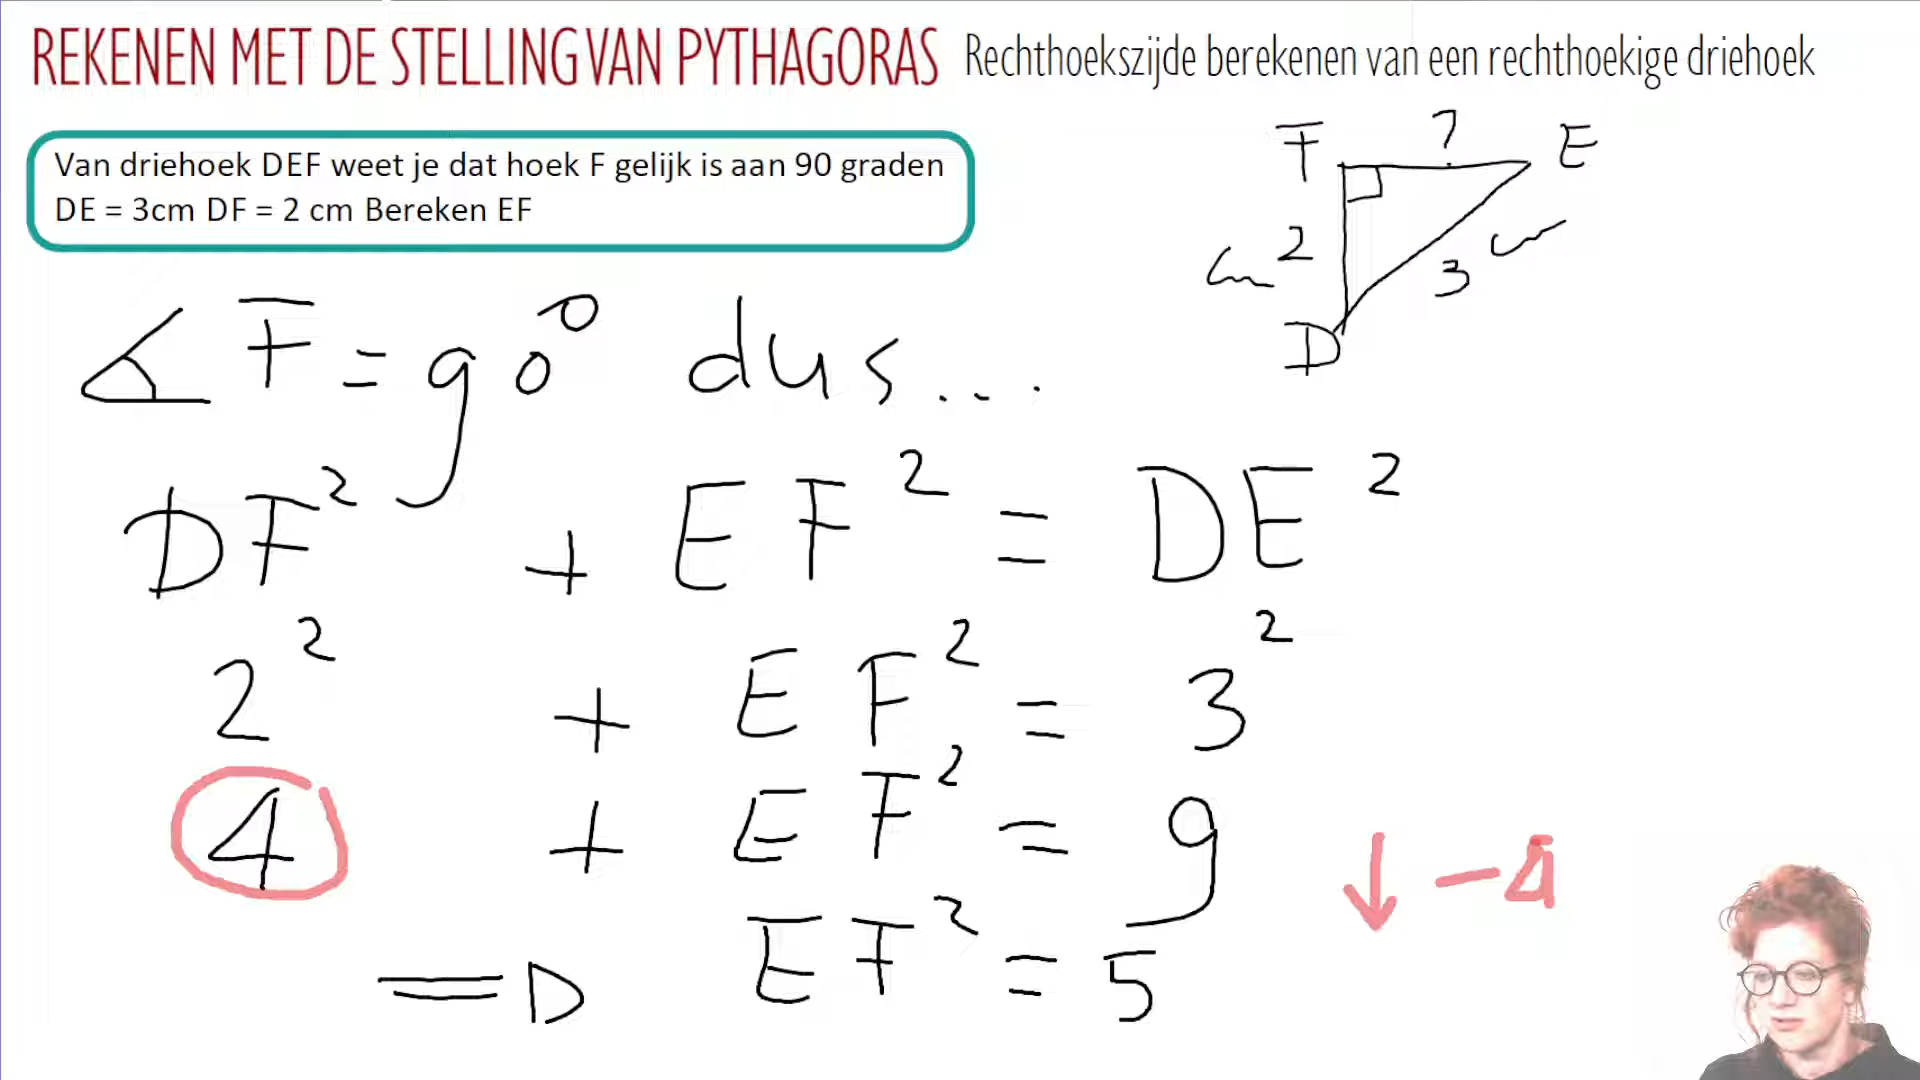 REKENEN MET DE STELLING VAN PYTHAGORAS Rechthoekszijde berekenen van een rechthoekige driehoek
Van driehoek DEF weet je dat hoek F gelijk is aan 90 graden
DE = 3cm DF = 2 cm Bereken EF
F ? E
cm 2 3 cm
D
∠ F = 90° dus...
DF² + EF² = DE²
2² + EF² = 3²
4 + EF² = 9 ↓ -4
⇒ EF² = 5